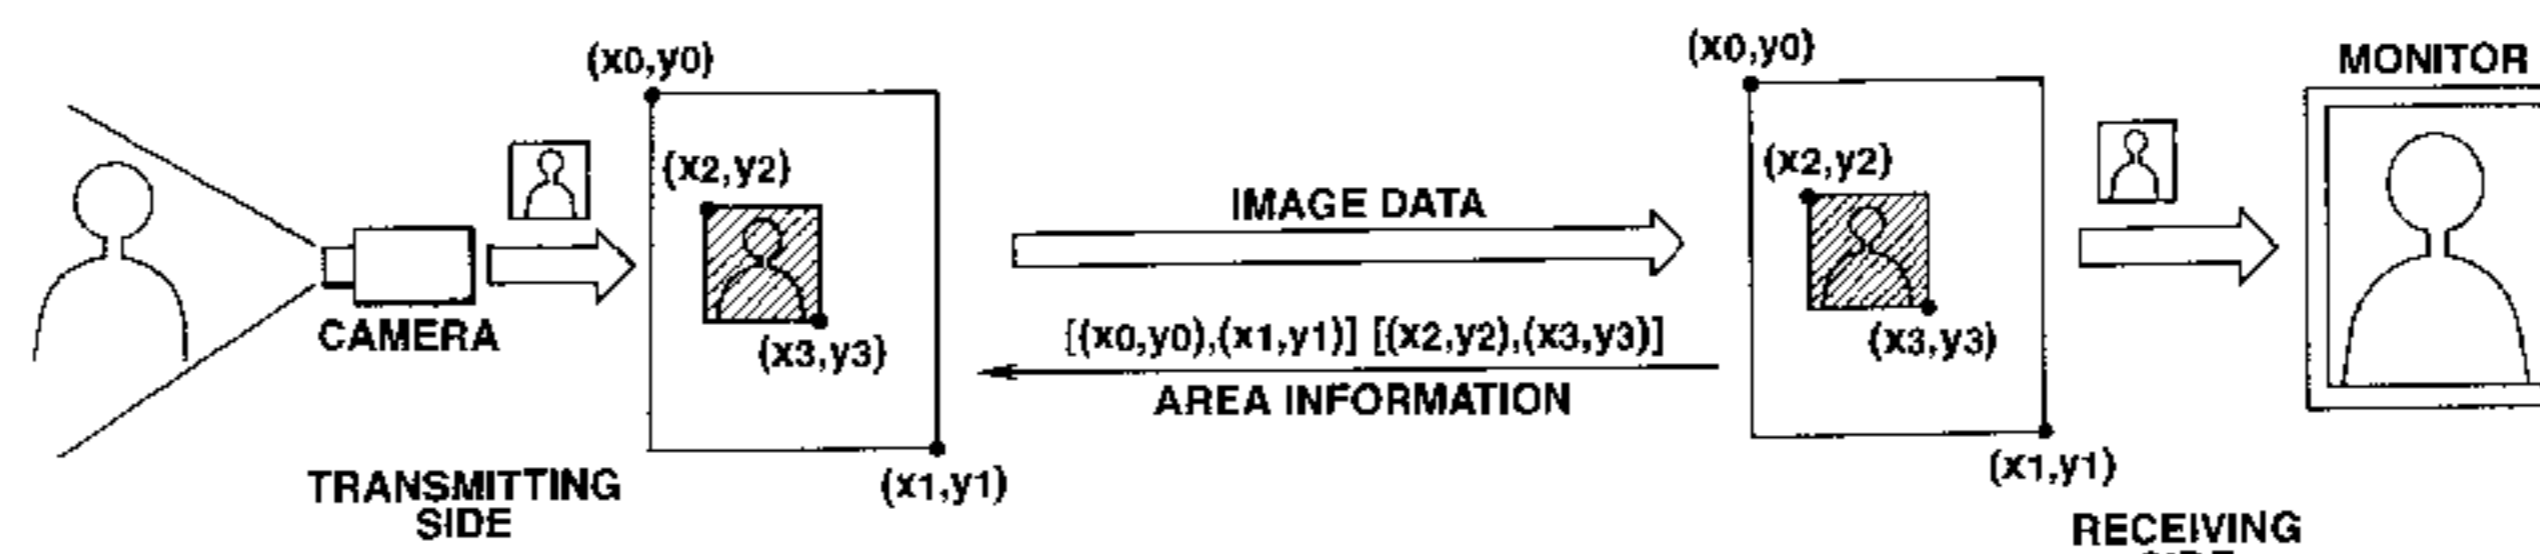 (x0,y0)
(x2,y2)
(x3,y3)
(x1,y1)
CAMERA
TRANSMITTING
SIDE
IMAGE DATA
[(x0,y0),(x1,y1)] [(x2,y2),(x3,y3)]
AREA INFORMATION
(x0,y0)
(x2,y2)
(x3,y3)
(x1,y1)
MONITOR
RECEIVING